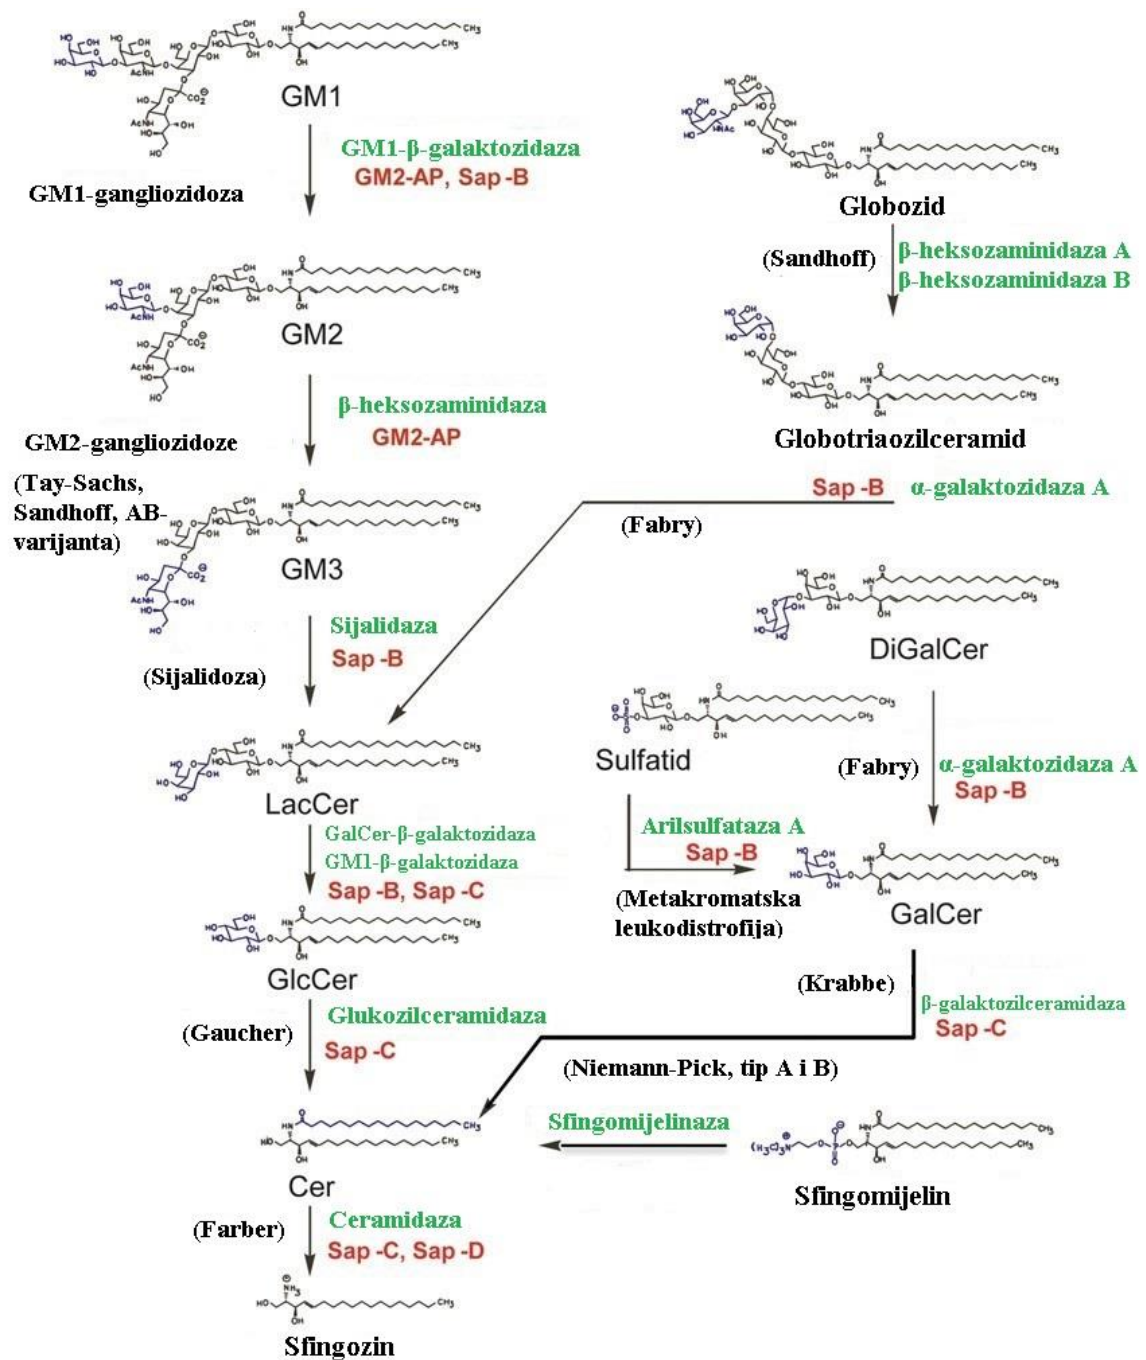 GM1
GM1-β-galaktozidaza
GM2-AP, Sap -B
GM1-gangliozidoza
GM2
β-heksozaminidaza
GM2-AP
GM2-gangliozidoze
(Tay-Sachs,
Sandhoff, AB-
varijanta)
GM3
Sijalidaza
Sap -B
(Sijalidoza)
LacCer
GalCer-β-galaktozidaza
GM1-β-galaktozidaza
Sap -B, Sap -C
GlcCer
(Gaucher)
Glukozilceramidaza
Sap -C
Cer
(Farber)
Ceramidaza
Sap -C, Sap -D
Sfingozin
Globozid
(Sandhoff)
β-heksozaminidaza A
β-heksozaminidaza B
Globotriaozilceramid
Sap -B α-galaktozidaza A
(Fabry)
DiGalCer
Sulfatid
(Fabry)
α-galaktozidaza A
Sap -B
Arilsulfataza A
Sap -B
(Metakromatska
leukodistrofija)
GalCer
(Krabbe)
β-galaktozilceramidaza
Sap -C
(Niemann-Pick, tip A i B)
Sfingomijelinaza
Sfingomijelin